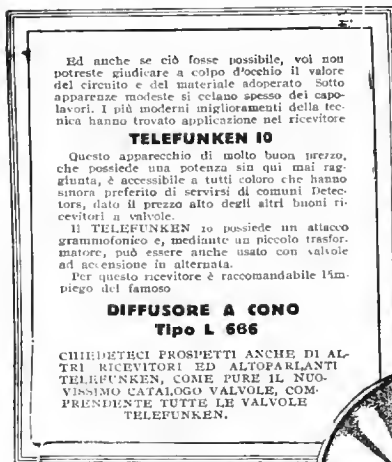 Ed anche se ciò fosse possibile, voi non
potreste giudicare a colpo d'occhio il valore
del circuito e del materiale adoperato Sotto
apparenze modeste si celano spesso dei capo-
lavori. I più moderni miglioramenti della tec-
nica hanno trovato applicazione nel ricevitore
TELEFUNKEN 10
Questo apparecchio di molto buon prezzo,
che possiede una potenza sin qui mai rag-
giunta, è accessibile a tutti coloro che hanno
sinora preferito di servirsi di comuni Detec-
tors, dato il prezzo alto degli altri buoni ri-
cevitori a valvole.
Il TELEFUNKEN 10 possiede un attacco
grammofonico e, mediante un piccolo trasfor-
matore, può essere anche usato con valvole
ad accensione in alternata.
Per questo ricevitore è raccomandabile l'im-
piego del famoso
DIFFUSORE A CONO
Tipo L 666
CHIEDETECI PROSPETTI ANCHE DI AL-
TRI RICEVITORI ED ALTOPARLANTI
TELEFUNKEN, COME PURE IL NUO-
VISSIMO CATALOGO VALVOLE, COM-
PRENDENTE TUTTE LE VALVOLE
TELEFUNKEN.